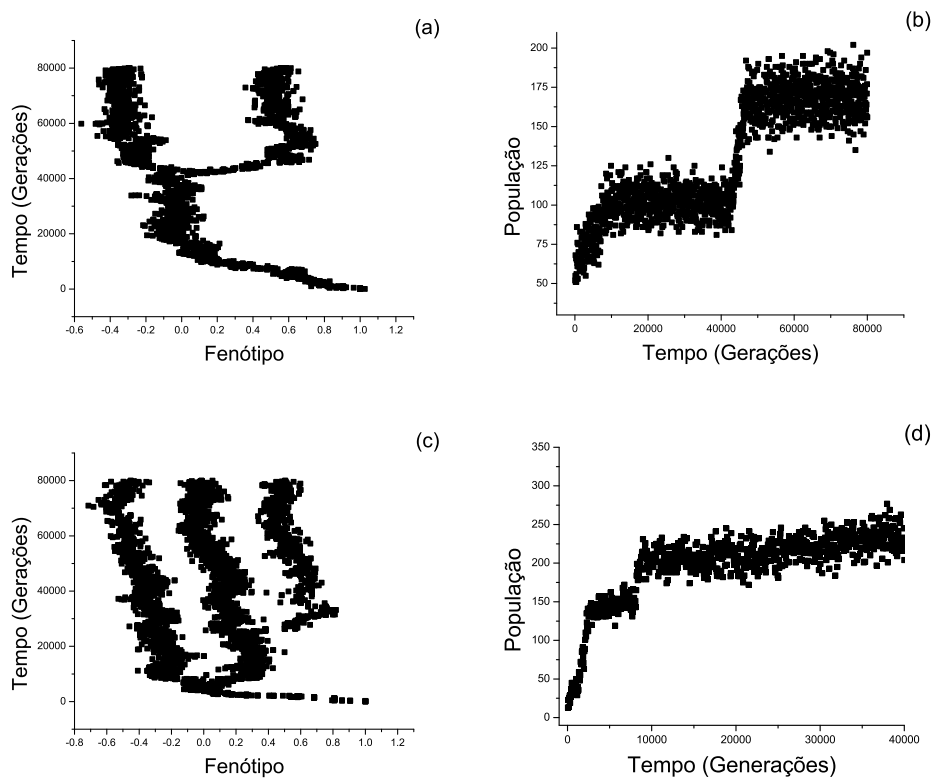 (a)
80000
60000
40000
20000
0
Tempo (Gerações)
-0.6 -0.4 -0.2 0.0 0.2 0.4 0.6 0.8 1.0 1.2
Fenótipo
(b)
200
175
150
125
100
75
50
População
0 20000 40000 60000 80000
Tempo (Gerações)
(c)
80000
60000
40000
20000
0
Tempo (Gerações)
-0.8 -0.6 -0.4 -0.2 0.0 0.2 0.4 0.6 0.8 1.0 1.2
Fenótipo
(d)
350
300
250
200
150
100
50
0
População
0 10000 20000 30000 40000
Tempo (Generações)